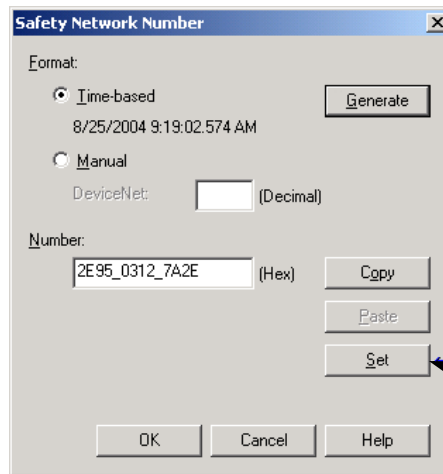 Safety Network Number
Format:
Time-based
Generate
8/25/2004 9:19:02.574 AM
Manual
DeviceNet: (Decimal)
Number:
2E95_0312_7A2E (Hex) Copy
Paste
Set
OK Cancel Help